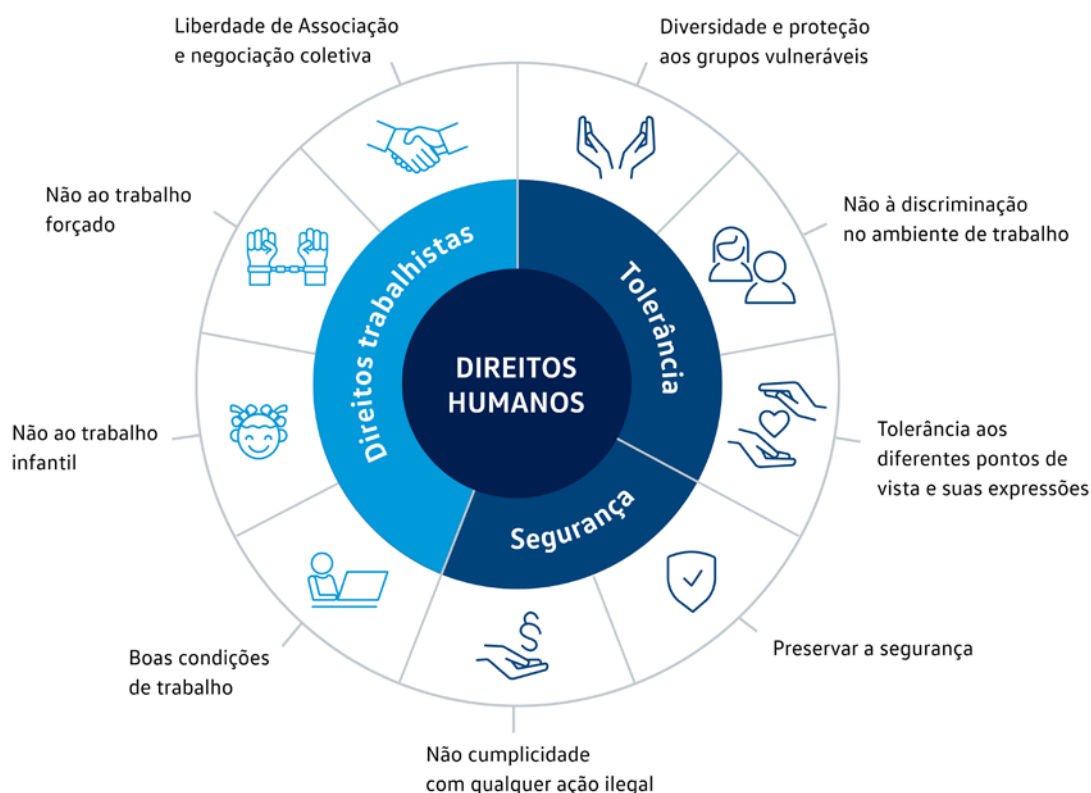 Liberdade de Associação
e negociação coletiva
Diversidade e proteção
aos grupos vulneráveis
Não ao trabalho
forçado
Não à discriminação
no ambiente de trabalho
Direitos trabalhistas
Tolerância
DIREITOS
HUMANOS
Segurança
Não ao trabalho
infantil
Tolerância aos
diferentes pontos de
vista e suas expressões
Boas condições
de trabalho
Preservar a segurança
Não cumplicidade
com qualquer ação ilegal